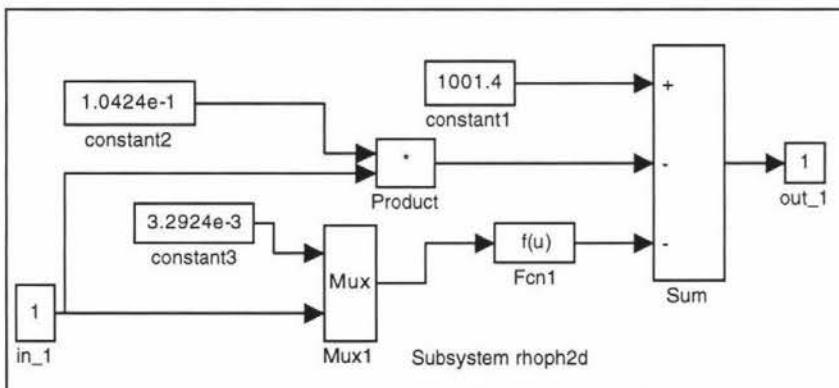 1.0424e-1
constant2
1001.4
constant1
+
-
-
Sum
1
out_1
*
Product
3.2924e-3
constant3
Mux
Mux1
f(u)
Fcn1
1
in_1
Subsystem rhoph2d